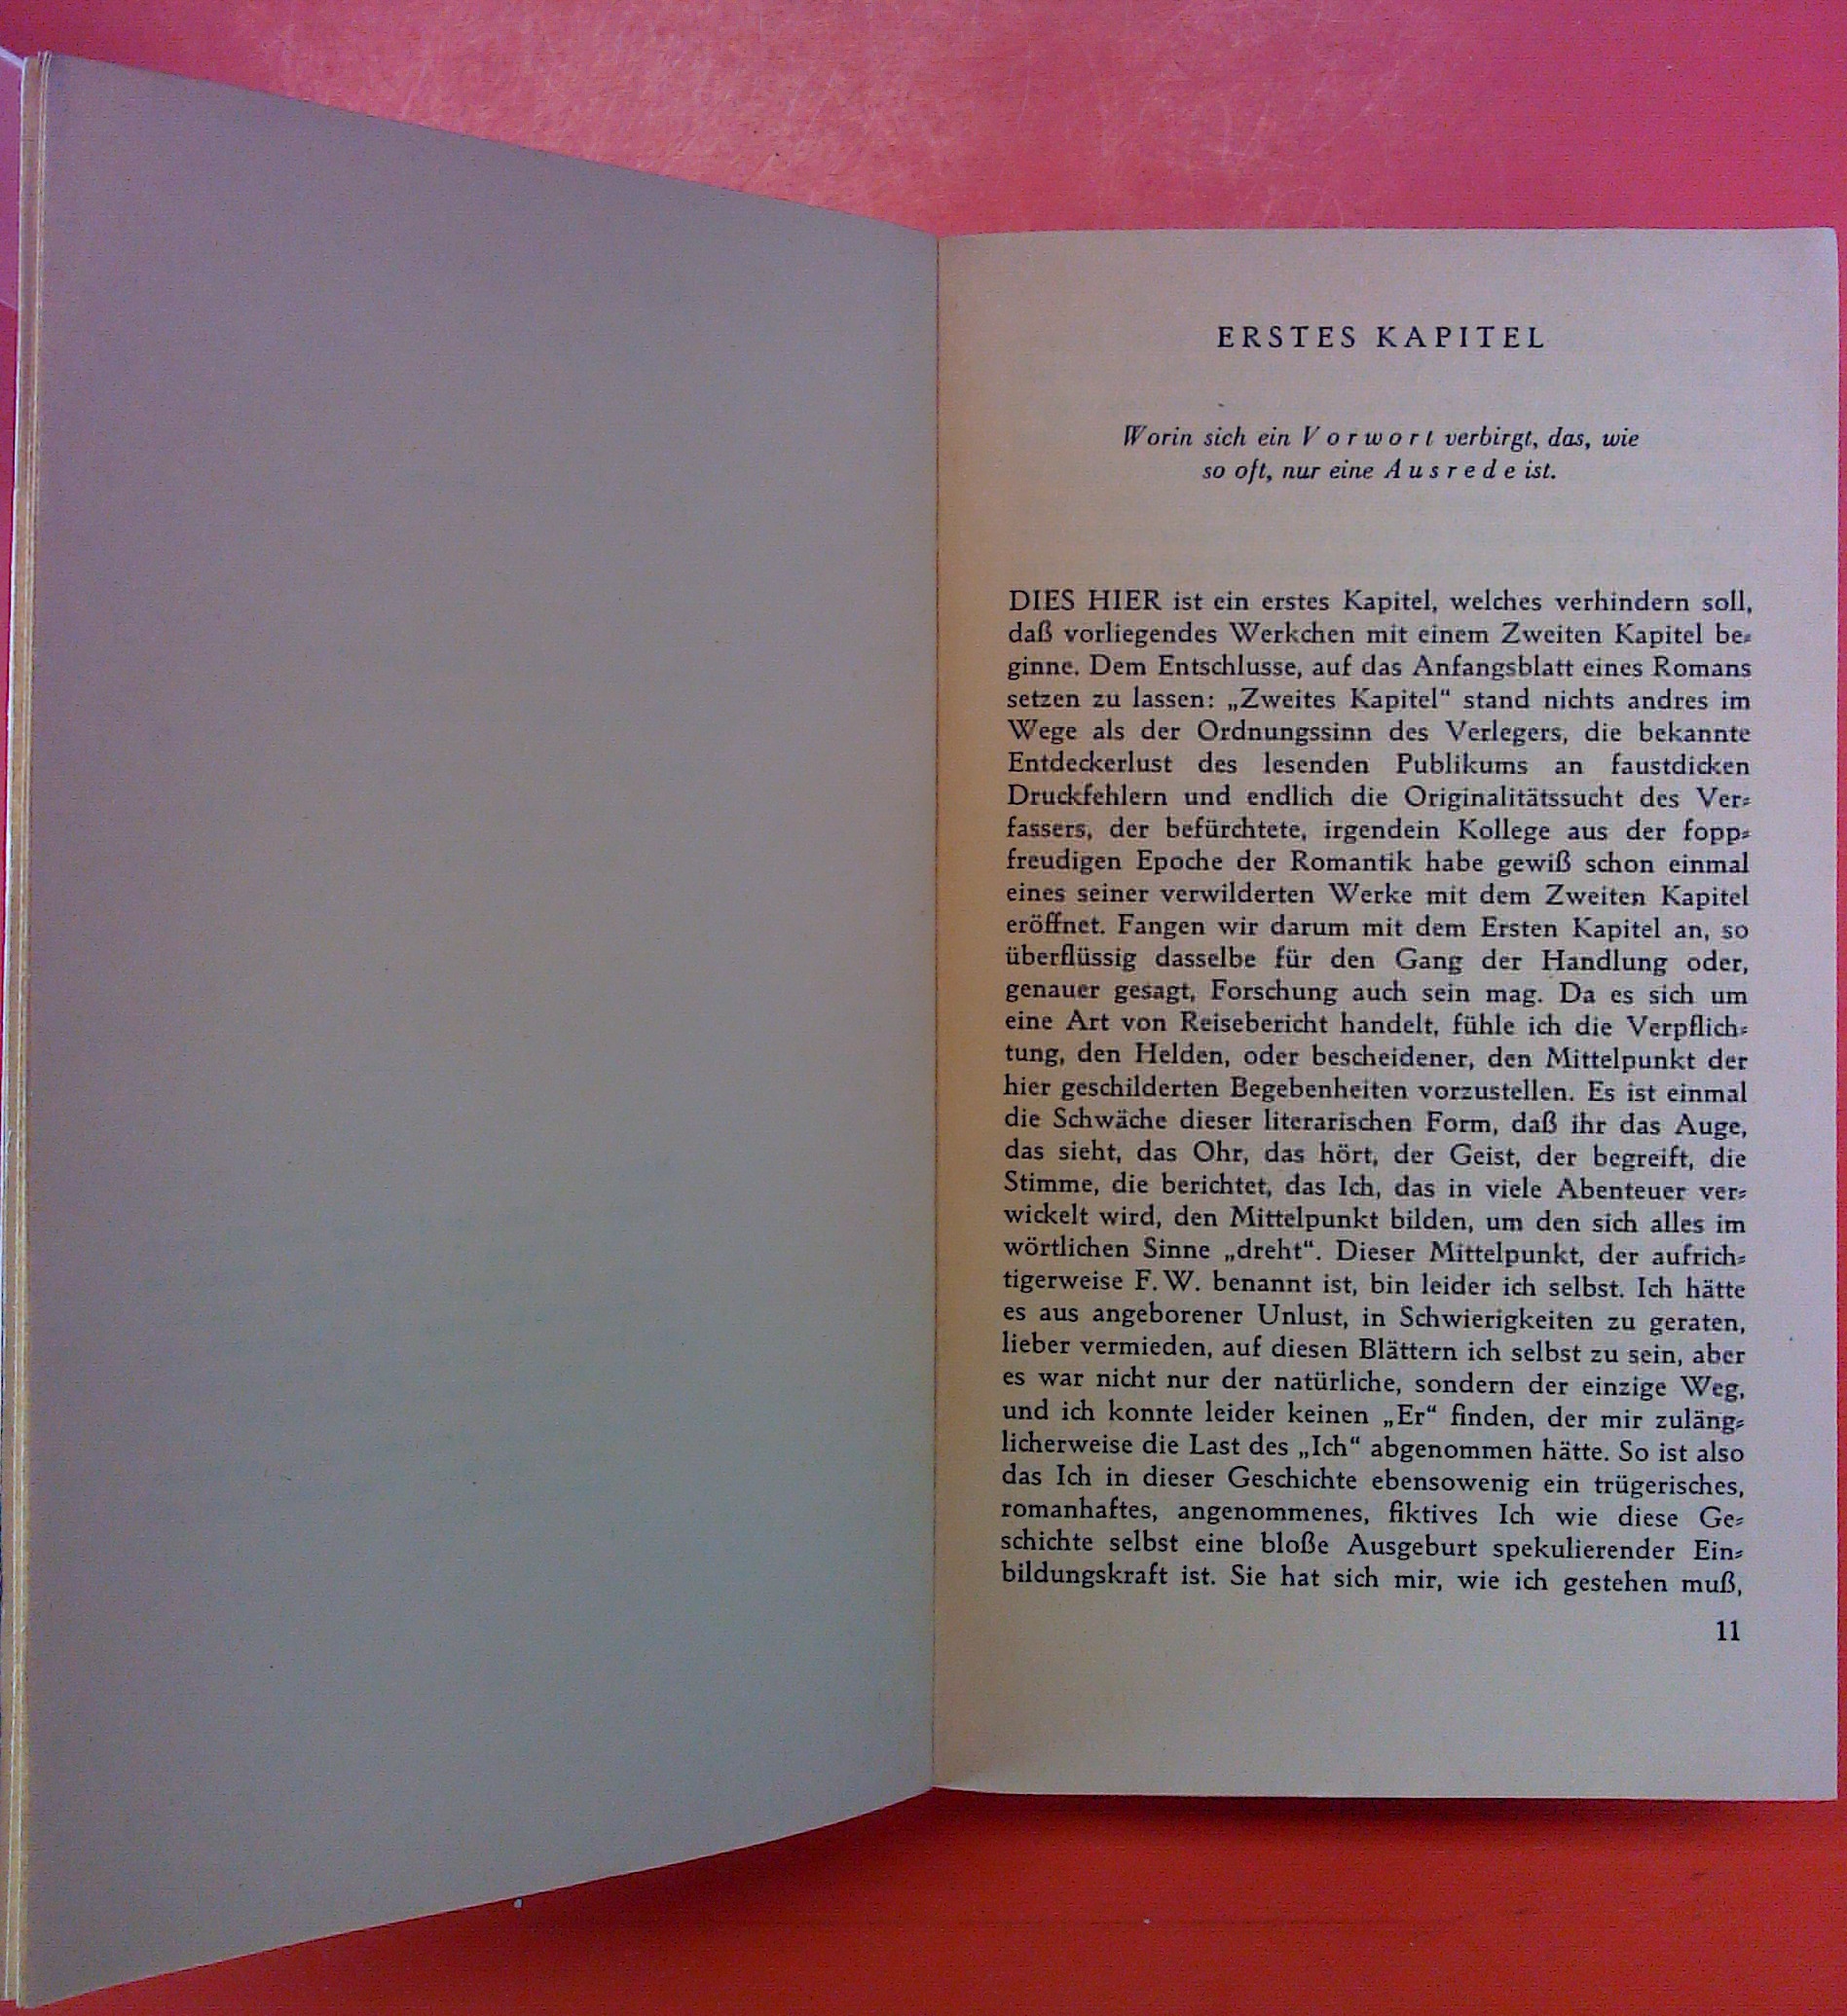 ERSTES KAPITEL
Worin sich ein Vorwort verbirgt, das, wie
so oft, nur eine Ausrede ist.
DIES HIER ist ein erstes Kapitel, welches verhindern soll,
daß vorliegendes Werkchen mit einem Zweiten Kapitel be-
ginne. Dem Entschlusse, auf das Anfangsblatt eines Romans
setzen zu lassen: „Zweites Kapitel“ stand nichts andres im
Wege als der Ordnungssinn des Verlegers, die bekannte
Entdeckerlust des lesenden Publikums an faustdicken
Druckfehlern und endlich die Originalitätssucht des Ver-
fassers, der befürchtete, irgendein Kollege aus der fopp-
freudigen Epoche der Romantik habe gewiß schon einmal
eines seiner verwilderten Werke mit dem Zweiten Kapitel
eröffnet. Fangen wir darum mit dem Ersten Kapitel an, so
überflüssig dasselbe für den Gang der Handlung oder,
genauer gesagt, Forschung auch sein mag. Da es sich um
eine Art von Reisebericht handelt, fühle ich die Verpflich-
tung, den Helden, oder bescheidener, den Mittelpunkt der
hier geschilderten Begebenheiten vorzustellen. Es ist einmal
die Schwäche dieser literarischen Form, daß ihr das Auge,
das sieht, das Ohr, das hört, der Geist, der begreift, die
Stimme, die berichtet, das Ich, das in viele Abenteuer ver-
wickelt wird, den Mittelpunkt bilden, um den sich alles im
wörtlichen Sinne „dreht“. Dieser Mittelpunkt, der aufrich-
tigerweise F. W. benannt ist, bin leider ich selbst. Ich hätte
es aus angeborener Unlust, in Schwierigkeiten zu geraten,
lieber vermieden, auf diesen Blättern ich selbst zu sein, aber
es war nicht nur der natürliche, sondern der einzige Weg,
und ich konnte leider keinen „Er“ finden, der mir zuläng-
licherweise die Last des „Ich“ abgenommen hätte. So ist also
das Ich in dieser Geschichte ebensowenig ein trügerisches,
romanhaftes, angenommenes, fiktives Ich wie diese Ge-
schichte selbst eine bloße Ausgeburt spekulierender Ein-
bildungskraft ist. Sie hat sich mir, wie ich gestehen muß,
11